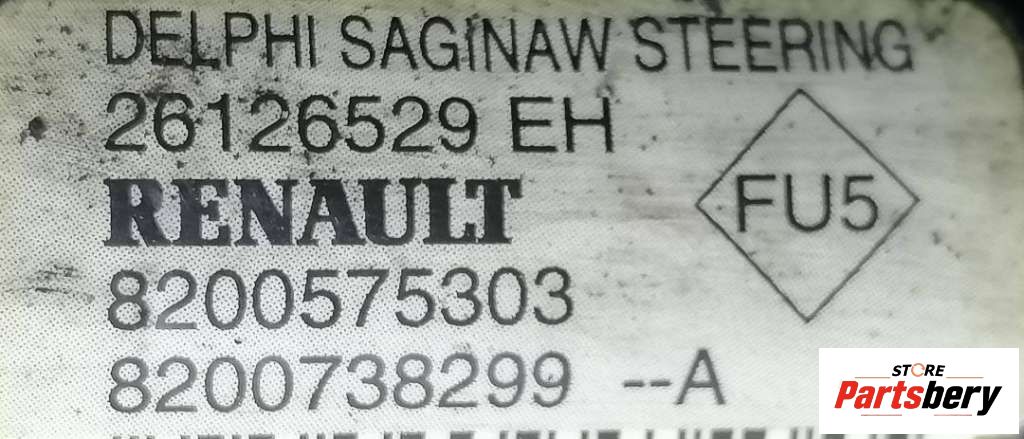 DELPHI SAGINAW STEERING
26126529 EH
RENAULT
FU5
8200575303
8200738299 --A
STORE
Partsbery